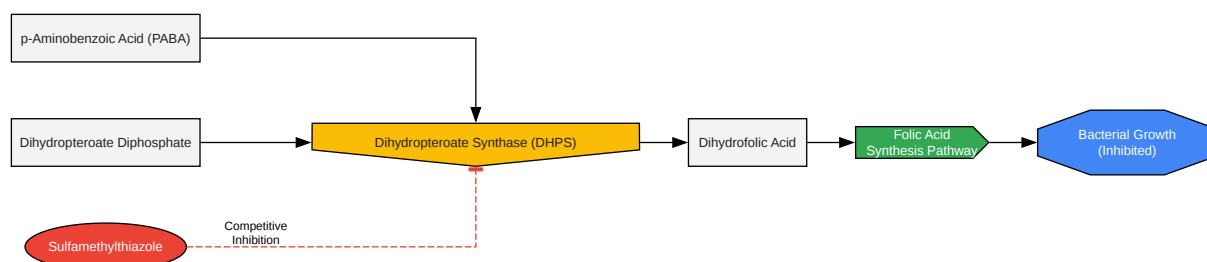 p-Aminobenzoic Acid (PABA)
Dihydropteroate Diphosphate
Dihydropteroate Synthase (DHPS)
Dihydrofolic Acid
Folic Acid
Synthesis Pathway
Bacterial Growth
(Inhibited)
Sulfamethylthiazole
Competitive
Inhibition